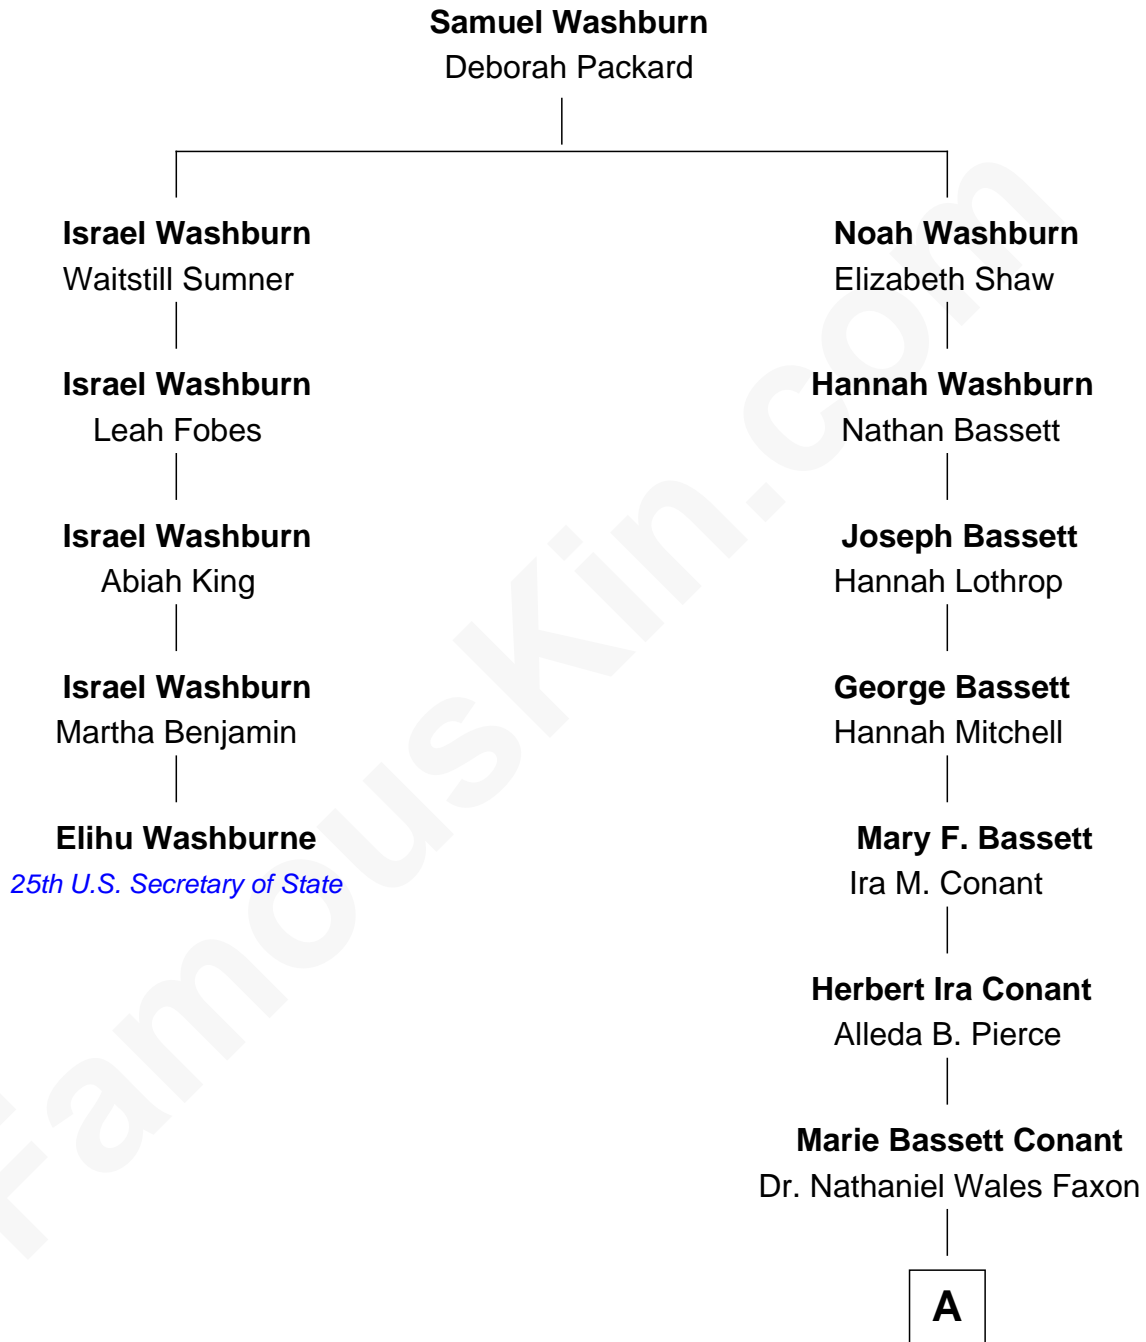 Samuel Washburn
Deborah Packard
Israel Washburn
Waitstill Sumner
Noah Washburn
Elizabeth Shaw
Israel Washburn
Leah Fobes
Hannah Washburn
Nathan Bassett
Israel Washburn
Abiah King
Joseph Bassett
Hannah Lothrop
Israel Washburn
Martha Benjamin
George Bassett
Hannah Mitchell
Elihu Washburne
25th U.S. Secretary of State
Mary F. Bassett
Ira M. Conant
Herbert Ira Conant
Alleda B. Pierce
Marie Bassett Conant
Dr. Nathaniel Wales Faxon
A
FamousKin.com